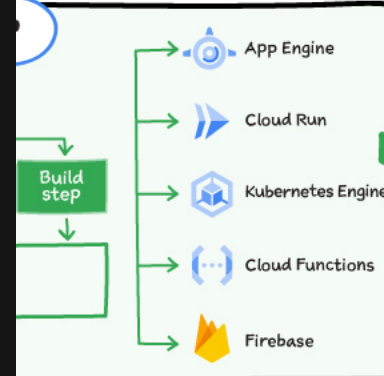 App Engine
Cloud Run
Build
step
Kubernetes Engine
Cloud Functions
Firebase